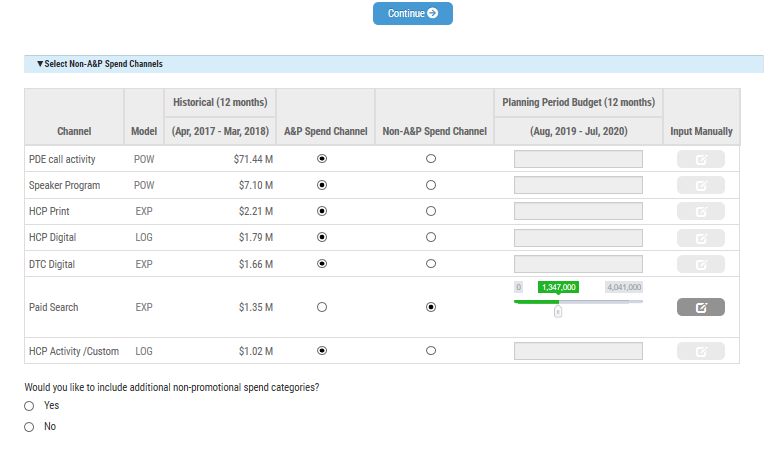 Continue
▼Select Non-A&P Spend Channels
Historical (12 months) Planning Period Budget (12 months)
Channel Model (Apr, 2017 - Mar, 2018) A&P Spend Channel Non-A&P Spend Channel (Aug, 2019 - Jul, 2020) Input Manually
PDE call activity POW $71.44 M
Speaker Program POW $7.10 M
HCP Print EXP $2.21 M
HCP Digital LOG $1.79 M
DTC Digital EXP $1.66 M
0 1,347,000 4,041,000
Paid Search EXP $1.35 M
HCP Activity /Custom LOG $1.02 M
Would you like to include additional non-promotional spend categories?
Yes
No